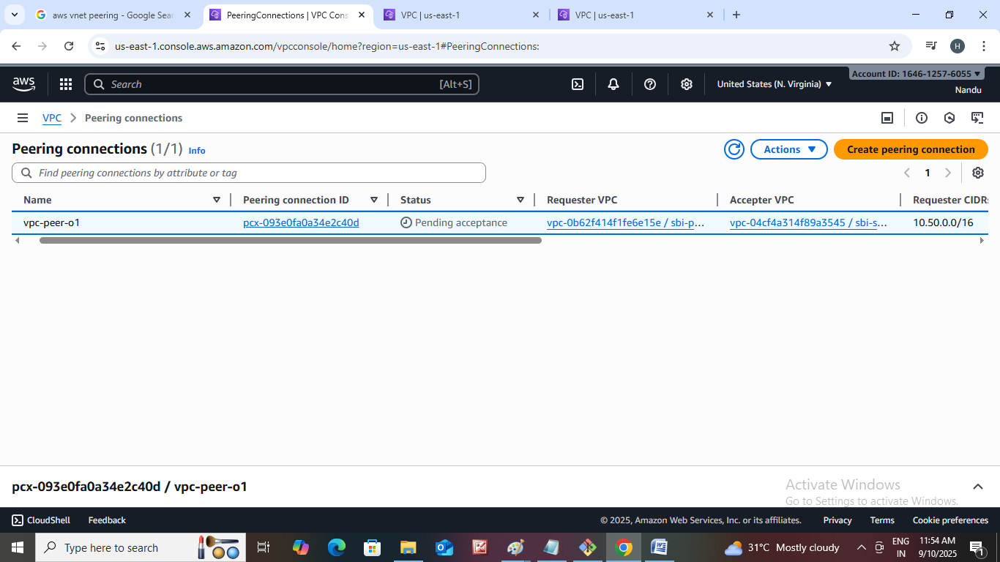 aws vnet peering - Google Sear
PeeringConnections | VPC Cons
VPC | us-east-1
VPC | us-east-1
us-east-1.console.aws.amazon.com/vpcconsole/home?region=us-east-1#PeeringConnections:
H
aws
Search
[Alt+S]
United States (N. Virginia)
Account ID: 1646-1257-6055
Nandu
VPC
Peering connections
Peering connections (1/1) Info
Actions
Create peering connection
Find peering connections by attribute or tag
1
Name
Peering connection ID
Status
Requester VPC
Accepter VPC
Requester CIDRs
vpc-peer-o1
pcx-093e0fa0a34e2c40d
Pending acceptance
vpc-0b62f414f1fe6e15e / sbi-p…
vpc-04cf4a314f89a3545 / sbi-s…
10.50.0.0/16
pcx-093e0fa0a34e2c40d / vpc-peer-o1
Activate Windows
Go to Settings to activate Windows.
CloudShell
Feedback
© 2025, Amazon Web Services, Inc. or its affiliates.
Privacy
Terms
Cookie preferences
Type here to search
31°C Mostly cloudy
ENG
IN
11:54 AM
9/10/2025
1